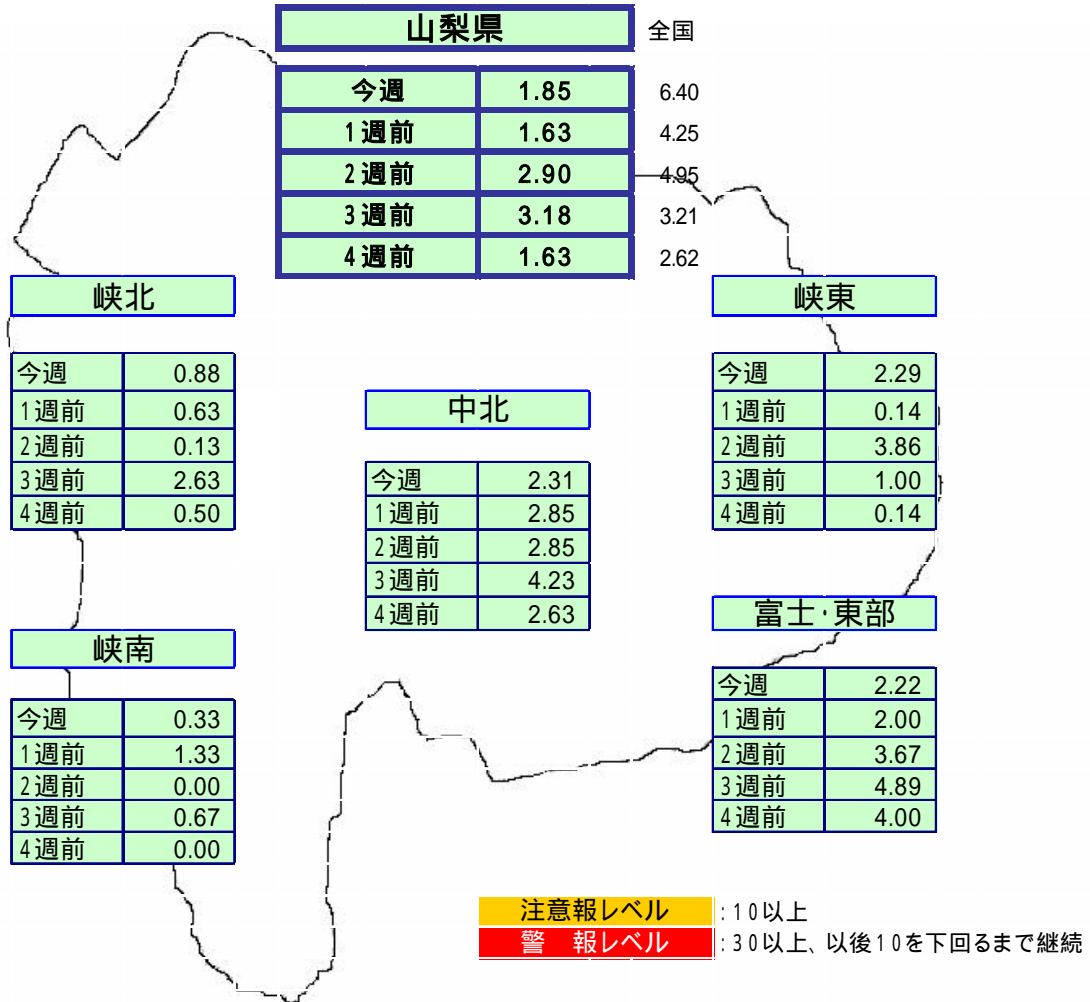 山梨県 全国
今週 1.85 6.40
1週前 1.63 4.25
2週前 2.90 4.95
3週前 3.18 3.21
4週前 1.63 2.62
峡北
今週 0.88
1週前 0.63
2週前 0.13
3週前 2.63
4週前 0.50
中北
今週 2.31
1週前 2.85
2週前 2.85
3週前 4.23
4週前 2.63
峡東
今週 2.29
1週前 0.14
2週前 3.86
3週前 1.00
4週前 0.14
峡南
今週 0.33
1週前 1.33
2週前 0.00
3週前 0.67
4週前 0.00
富士・東部
今週 2.22
1週前 2.00
2週前 3.67
3週前 4.89
4週前 4.00
注意報レベル :10以上
警 報レベル :30以上、以後10を下回るまで継続